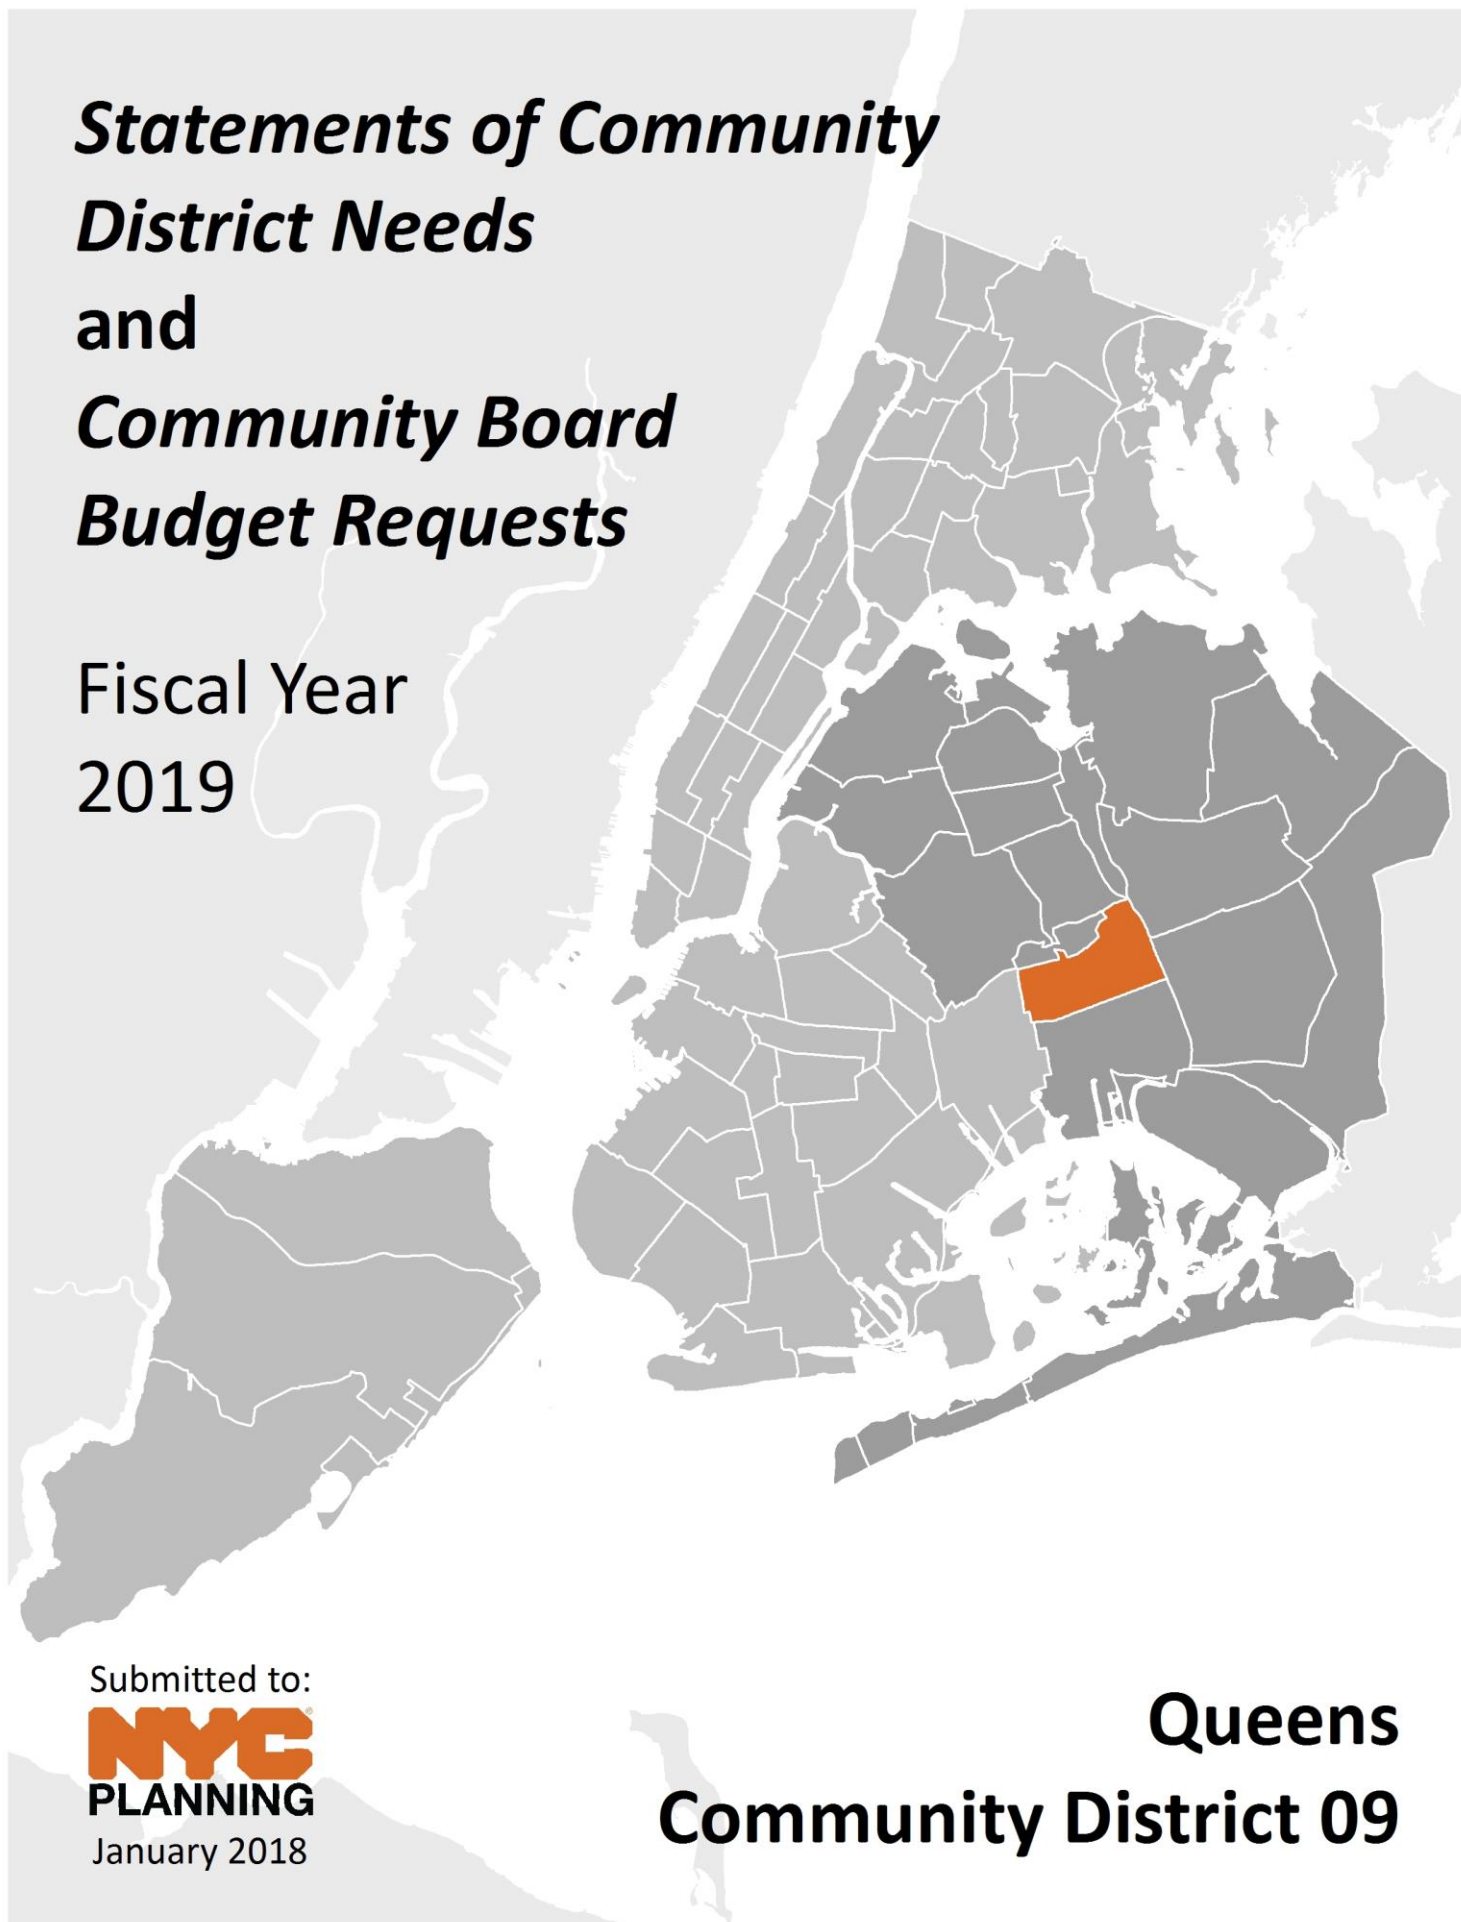 Statements of Community
District Needs
and
Community Board
Budget Requests
Fiscal Year
2019
Submitted to:
NYC®
PLANNING
January 2018
Queens
Community District 09